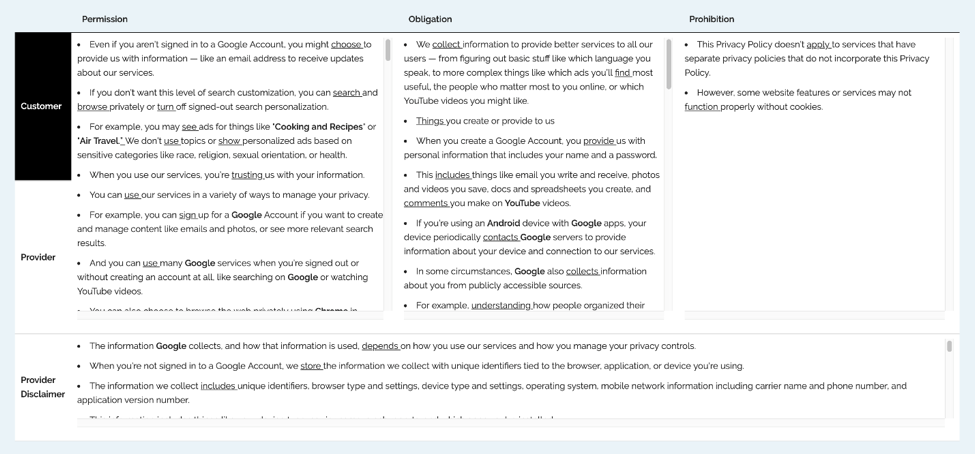 Permission
Obligation
Prohibition
Customer
Provider
• Even if you aren't signed in to a Google Account, you might choose to
provide us with information — like an email address to receive updates
about our services.
• If you don't want this level of search customization, you can search and
browse privately or turn off signed-out search personalization.
• For example, you may see ads for things like "Cooking and Recipes" or
"Air Travel." We don't use topics or show personalized ads based on
sensitive categories like race, religion, sexual orientation, or health.
• When you use our services, you're trusting us with your information.
• You can use our services in a variety of ways to manage your privacy.
• For example, you can sign up for a Google Account if you want to create
and manage content like emails and photos, or see more relevant search
results.
• And you can use many Google services when you're signed out or
without creating an account at all, like searching on Google or watching
YouTube videos.
• You can also choose to browse the web privately using Chrome in
• We collect information to provide better services to all our
users — from figuring out basic stuff like which language you
speak, to more complex things like which ads you'll find most
useful, the people who matter most to you online, or which
YouTube videos you might like.
• Things you create or provide to us
• When you create a Google Account, you provide us with
personal information that includes your name and a password.
• This includes things like email you write and receive, photos
and videos you save, docs and spreadsheets you create, and
comments you make on YouTube videos.
• If you're using an Android device with Google apps, your
device periodically contacts Google servers to provide
information about your device and connection to our services.
• In some circumstances, Google also collects information
about you from publicly accessible sources.
• For example, understanding how people organized their
• This Privacy Policy doesn't apply to services that have
separate privacy policies that do not incorporate this Privacy
Policy.
• However, some website features or services may not
function properly without cookies.
Provider
Disclaimer
• The information Google collects, and how that information is used, depends on how you use our services and how you manage your privacy controls.
• When you're not signed in to a Google Account, we store the information we collect with unique identifiers tied to the browser, application, or device you're using.
• The information we collect includes unique identifiers, browser type and settings, device type and settings, operating system, mobile network information including carrier name and phone number, and
application version number.